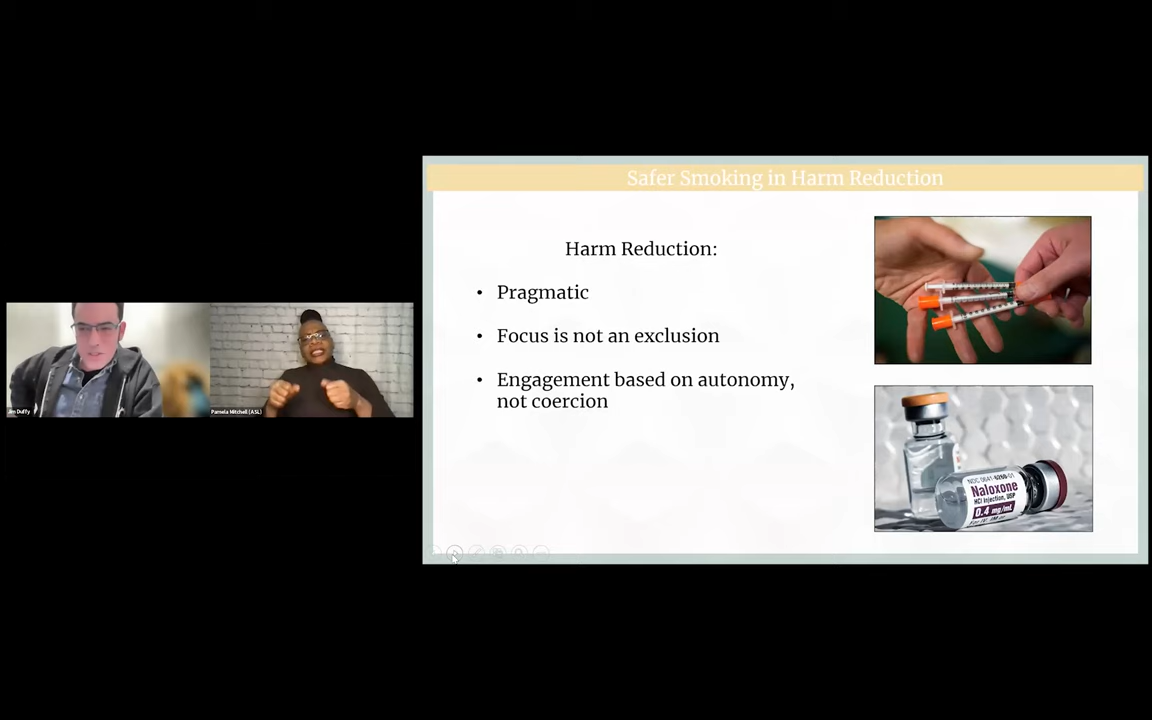 Safer Smoking in Harm Reduction
Harm Reduction:
• Pragmatic
• Focus is not an exclusion
• Engagement based on autonomy,
not coercion
Jim Duffy
Pamela Mitchell (ASL)
Naloxone
HCl Injection, USP
0.4 mg/mL